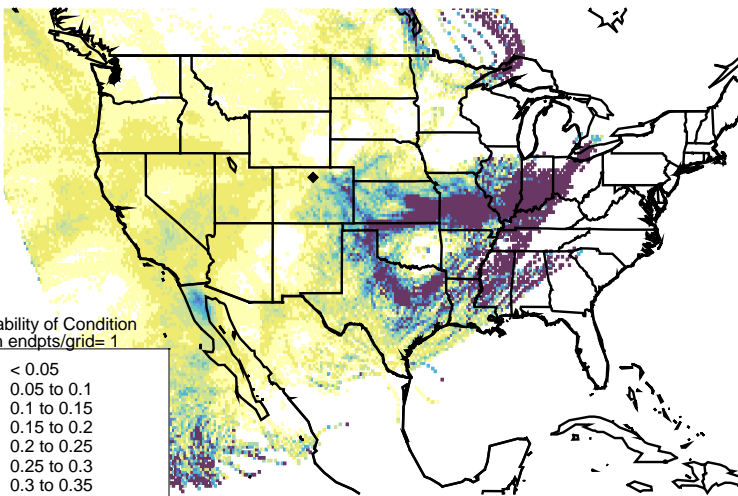 ability of Condition
n endpts/grid= 1
< 0.05
0.05 to 0.1
0.1 to 0.15
0.15 to 0.2
0.2 to 0.25
0.25 to 0.3
0.3 to 0.35